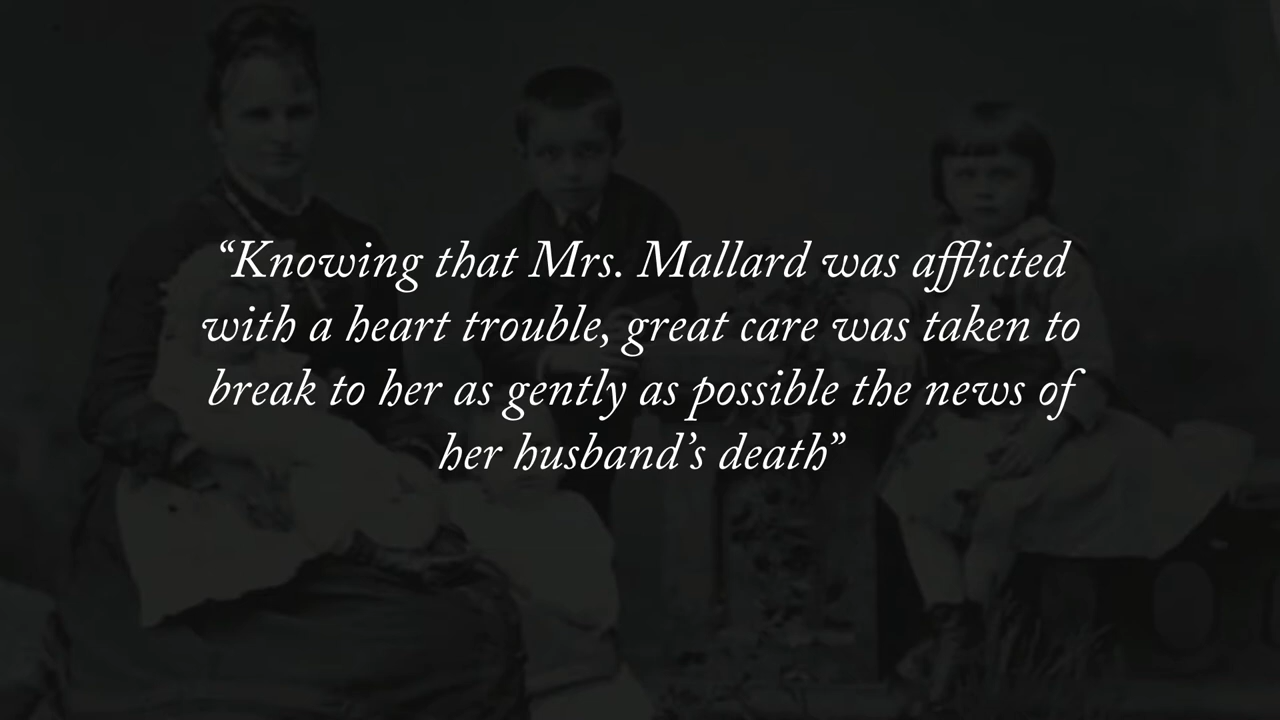 “Knowing that Mrs. Mallard was afflicted
with a heart trouble, great care was taken to
break to her as gently as possible the news of
her husband’s death”